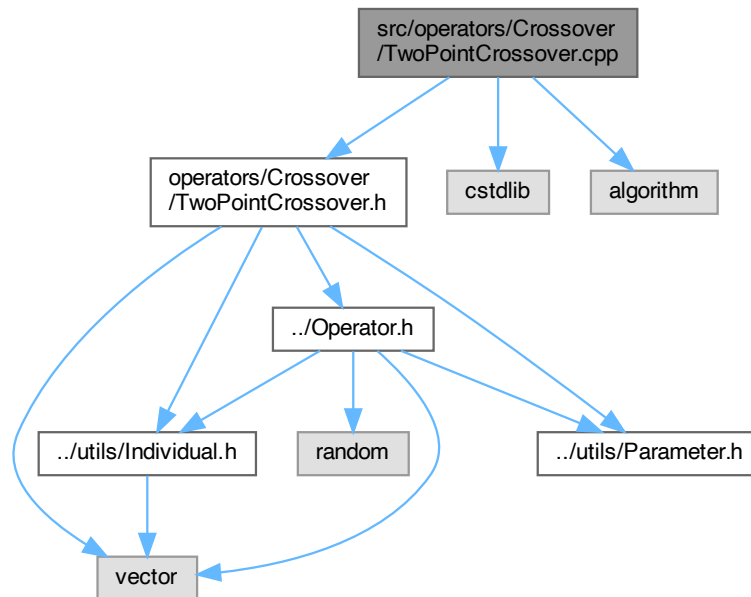 src/operators/Crossover
/TwoPointCrossover.cpp
operators/Crossover
/TwoPointCrossover.h
cstdlib
algorithm
../Operator.h
../utils/Individual.h
random
../utils/Parameter.h
vector